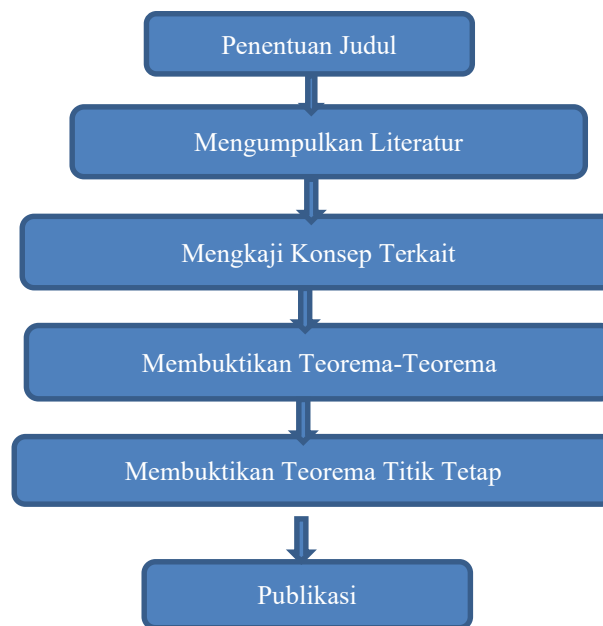 Penentuan Judul
Mengumpulkan Literatur
Mengkaji Konsep Terkait
Membuktikan Teorema-Teorema
Membuktikan Teorema Titik Tetap
Publikasi